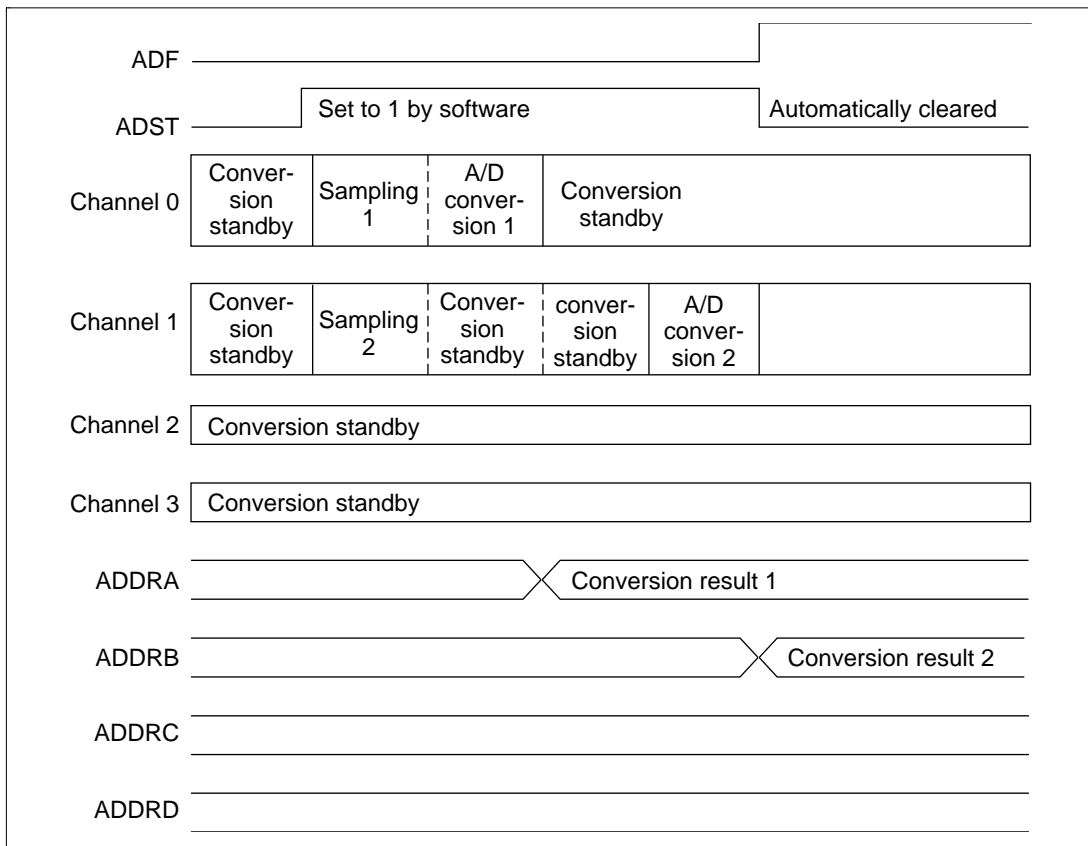 ADF
ADST
Set to 1 by software
Automatically cleared
Channel 0
Conver-
sion
standby
Sampling
1
A/D
conver-
sion 1
Conversion
standby
Channel 1
Conver-
sion
standby
Sampling
2
Conver-
sion
standby
conver-
sion
standby
A/D
conver-
sion 2
Channel 2
Conversion standby
Channel 3
Conversion standby
ADDRA
Conversion result 1
ADDRB
Conversion result 2
ADDRC
ADDRD